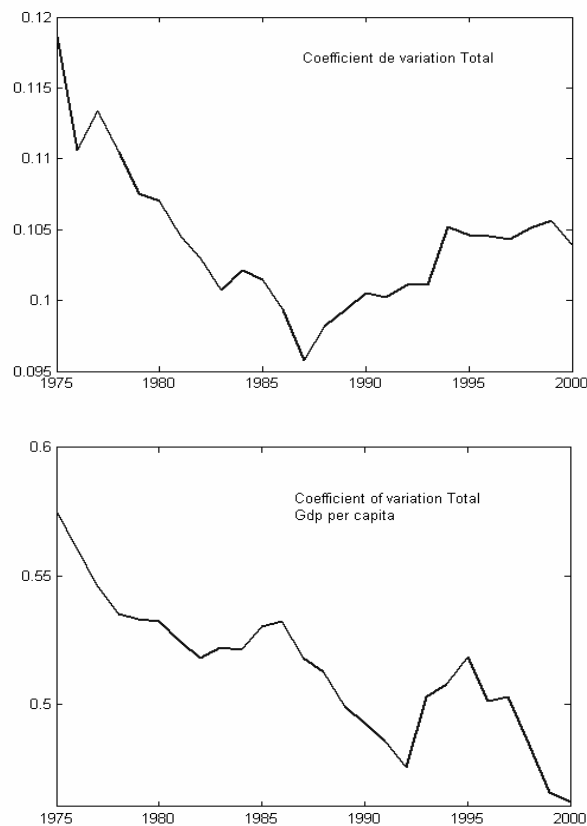 0.12
Coefficient de variation Total
0.115
0.11
0.105
0.1
0.095
1975 1980 1985 1990 1995 2000
0.6
Coefficient of variation Total
Gdp per capita
0.55
0.5
1975 1980 1985 1990 1995 2000